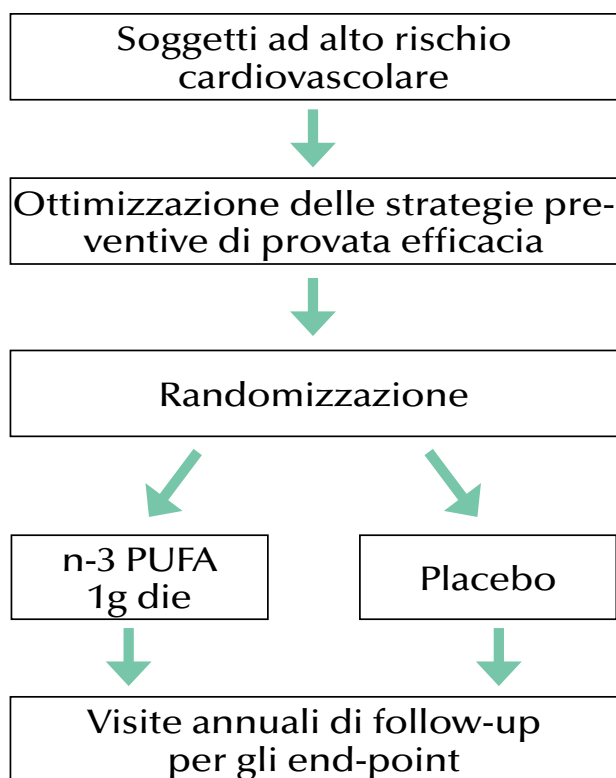 Soggetti ad alto rischio
cardiovascolare
Ottimizzazione delle strategie pre-
ventive di provata efficacia
Randomizzazione
n-3 PUFA
1g die
Placebo
Visite annuali di follow-up
per gli end-point